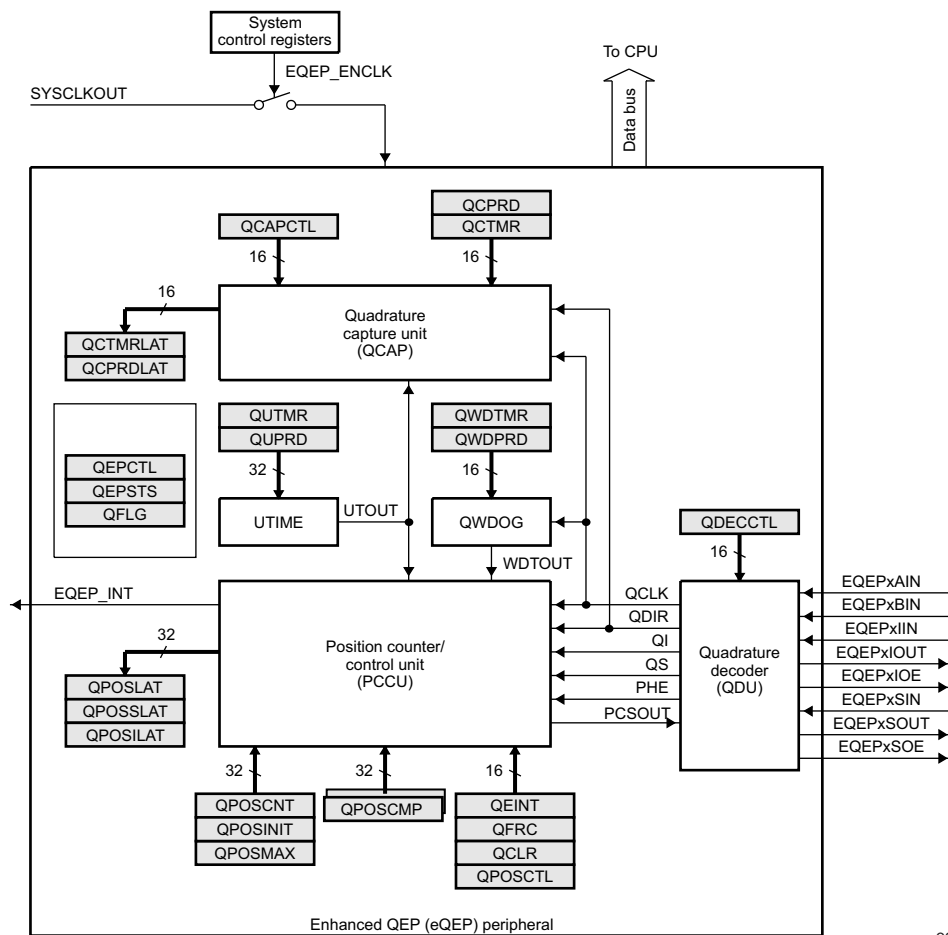 System
control registers
To CPU
EQEP_ENCLK
SYSCLKOUT
Data bus
QCPRD
QCAPCTL
QCTMR
16
16
16
Quadrature
capture unit
(QCAP)
QCTMRLAT
QCPRDLAT
QUTMR
QUPRD
QWDTMR
QWDPRD
32
16
QEPCTL
QEPSTS
QFLG
UTIME
UTOUT
QWDOG
QDECCTL
16
WDTOUT
EQEP_INT
32
Position counter/
control unit
(PCCU)
QCLK
QDIR
QI
QS
PHE
PCSOUT
Quadrature
decoder
(QDU)
EQEPxAIN
EQEPxBIN
EQEPxIIN
EQEPxIOUT
EQEPxIOE
EQEPxSIN
EQEPxSOUT
EQEPxSOE
QPOSLAT
QPOSSLAT
QPOSILAT
32
32
16
QPOSCNT
QPOSINIT
QPOSMAX
QPOSCMP
QEINT
QFRC
QCLR
QPOSCTL
Enhanced QEP (eQEP) peripheral